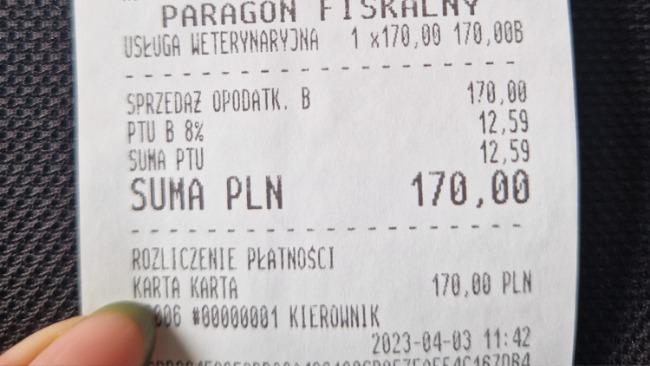 PARAGON FISKALNY
USŁUGA WETERYNARYJNA 1 x170,00 170,00B
- - - - - - - - - - - - - - - - - - - -
SPRZEDAŻ OPODATK. B 170,00
PTU B 8% 12,59
SUMA PTU 12,59
SUMA PLN 170,00
- - - - - - - - - - - - - - - - - - - -
ROZLICZENIE PŁATNOŚCI
KARTA KARTA 170,00 PLN
006 #00000001 KIEROWNIK
2023-04-03 11:42